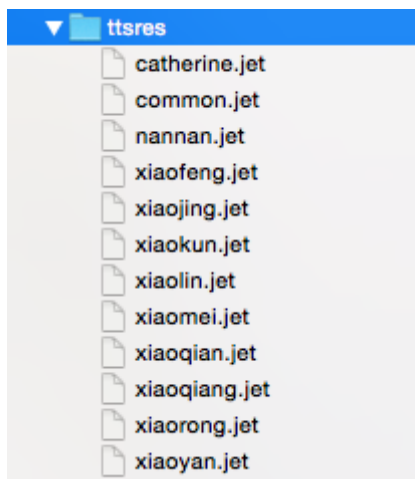 ttsres
catherine.jet
common.jet
nannan.jet
xiaofeng.jet
xiaojing.jet
xiaokun.jet
xiaolin.jet
xiaomei.jet
xiaoqian.jet
xiaoqiang.jet
xiaorong.jet
xiaoyan.jet